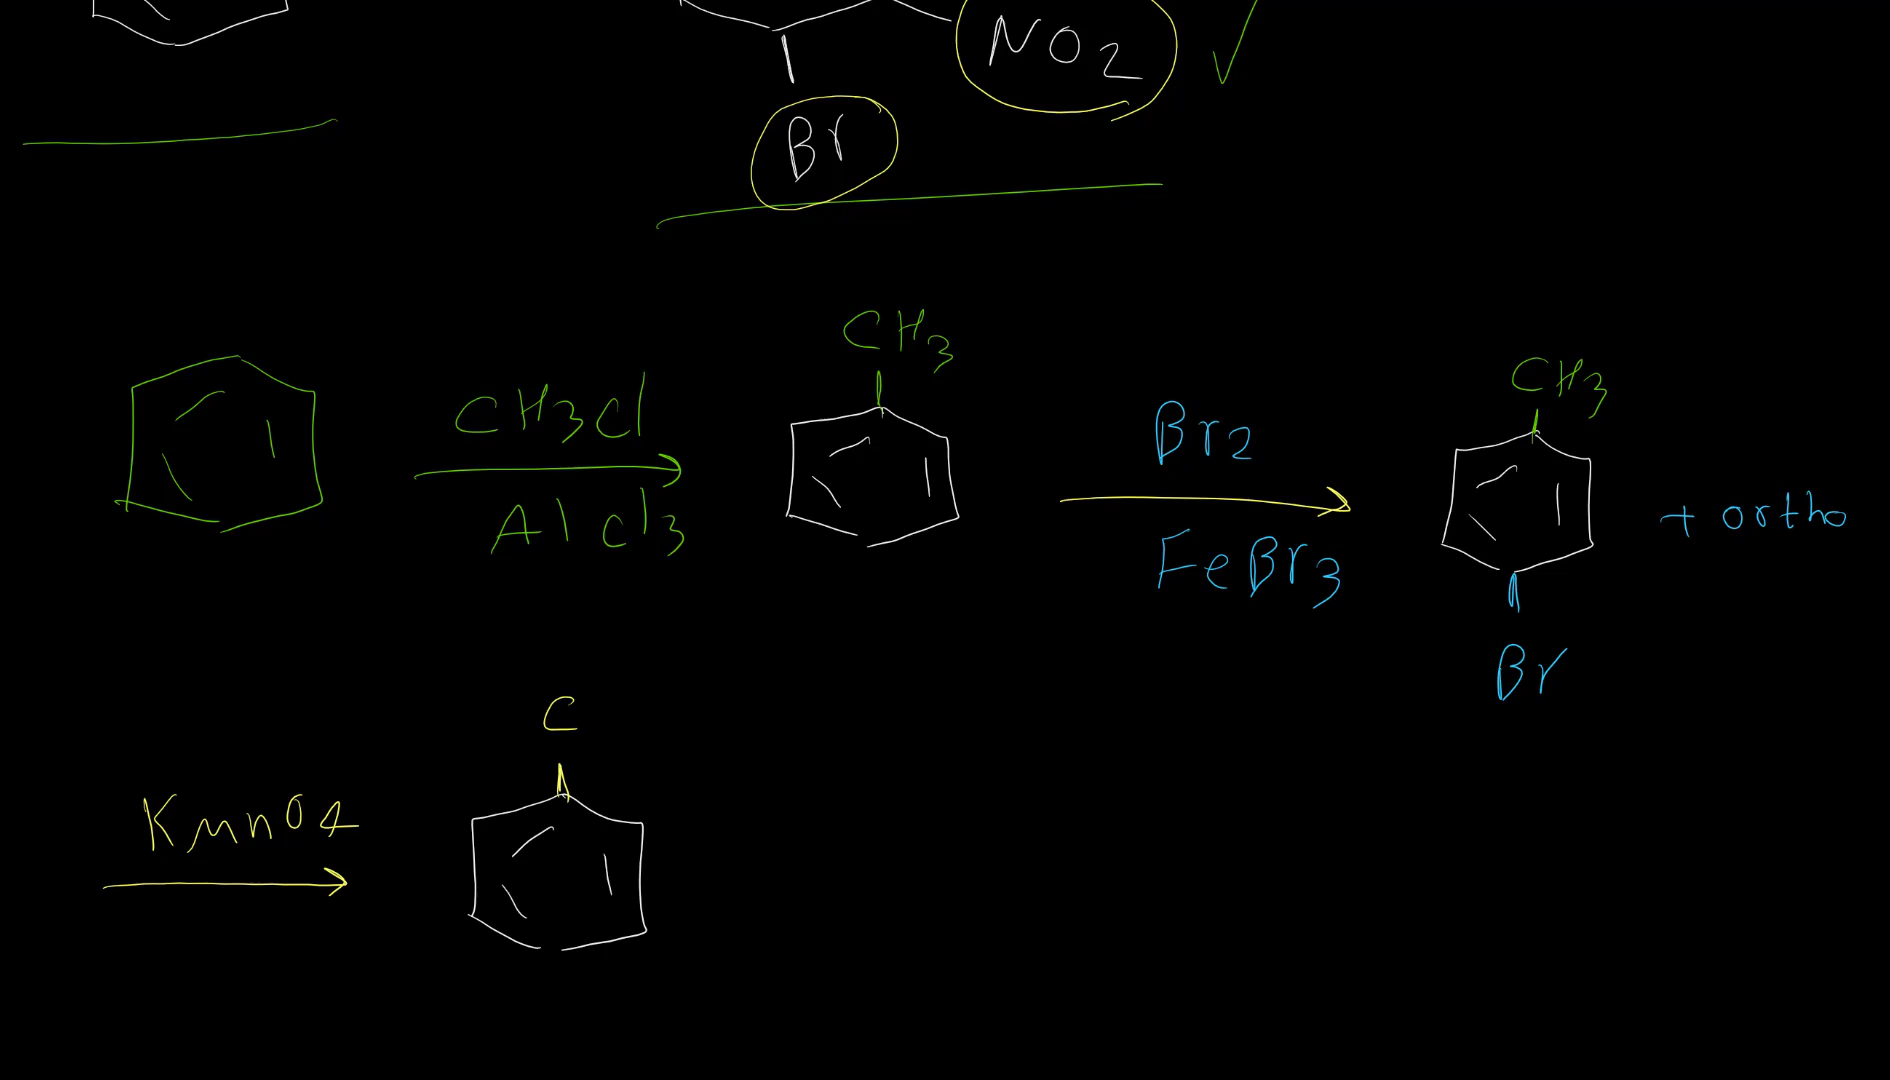 NO2
Br
CH3
CH3Cl
AlCl3
CH3
Br2
FeBr3
+ ortho
Br
C
KMnO4